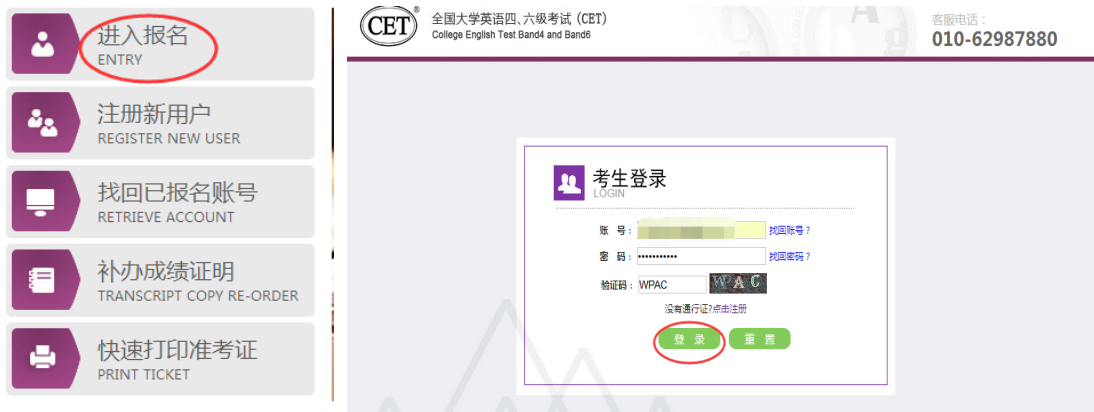 进入报名
ENTRY
注册新用户
REGISTER NEW USER
找回已报名账号
RETRIEVE ACCOUNT
补办成绩证明
TRANSCRIPT COPY RE-ORDER
快速打印准考证
PRINT TICKET
CET®
全国大学英语四、六级考试 (CET)
College English Test Band4 and Band6
客服电话：
010-62987880
考生登录
LOGIN
账 号： 找回账号？
密 码： ••••••••••• 找回密码？
验证码： WPAC WPAC
没有通行证?点击注册
登 录 重 置